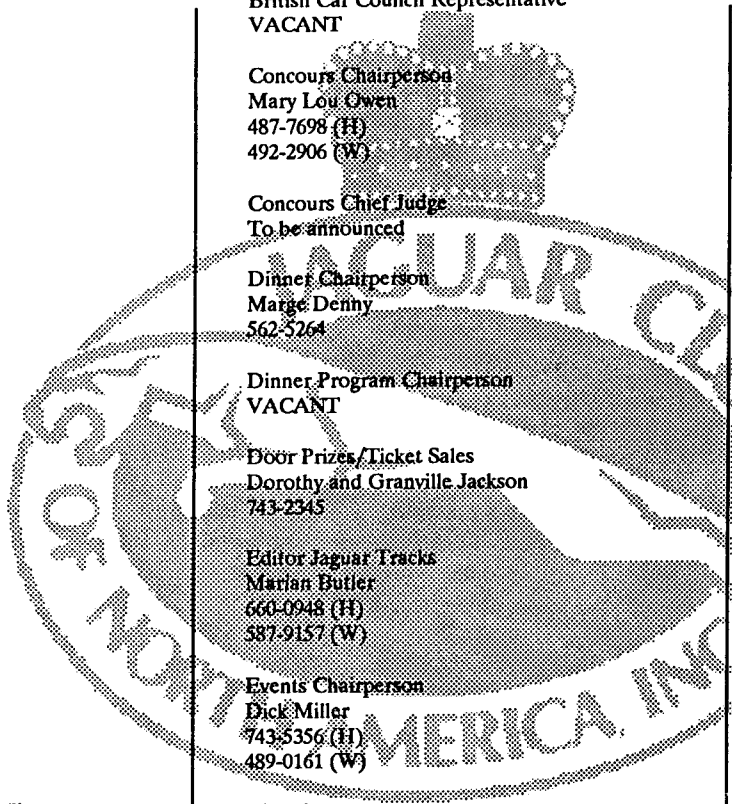 British Car Council Representative
VACANT
Concours Chairperson
Mary Lou Owen
487-7698 (H)
492-2906 (W)
Concours Chief Judge
To be announced
Dinner Chairperson
Marge Denny
562-5264
Dinner Program Chairperson
VACANT
Door Prizes/Ticket Sales
Dorothy and Granville Jackson
743-2345
Editor Jaguar Tracks
Marian Butler
660-0948 (H)
587-9157 (W)
Events Chairperson
Dick Miller
743-5356 (H)
489-0161 (W)
JAGUAR CL
S OF NORTH AMERICA, INC